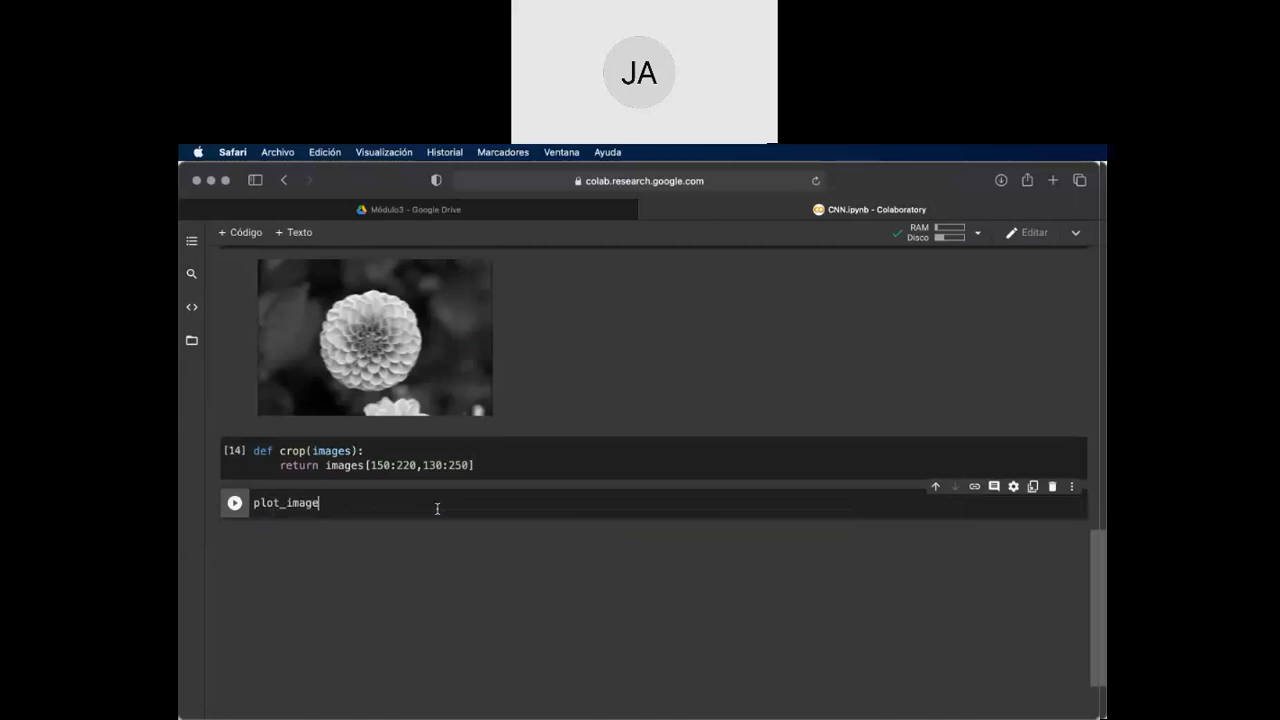 JA
Safari Archivo Edición Visualización Historial Marcadores Ventana Ayuda
colab.research.google.com
Módulo3 - Google Drive
CNN.ipynb - Colaboratory
+ Código + Texto
RAM
Disco
Editar
[14] def crop(images):
return images[150:220,130:250]
plot_image